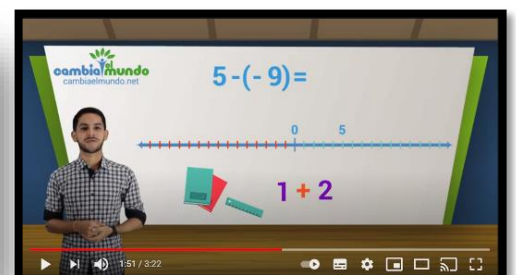 cambia el mundo
cambiaelmundo.net
5-(-9)=
0 5
1 + 2
1:51 / 3:22